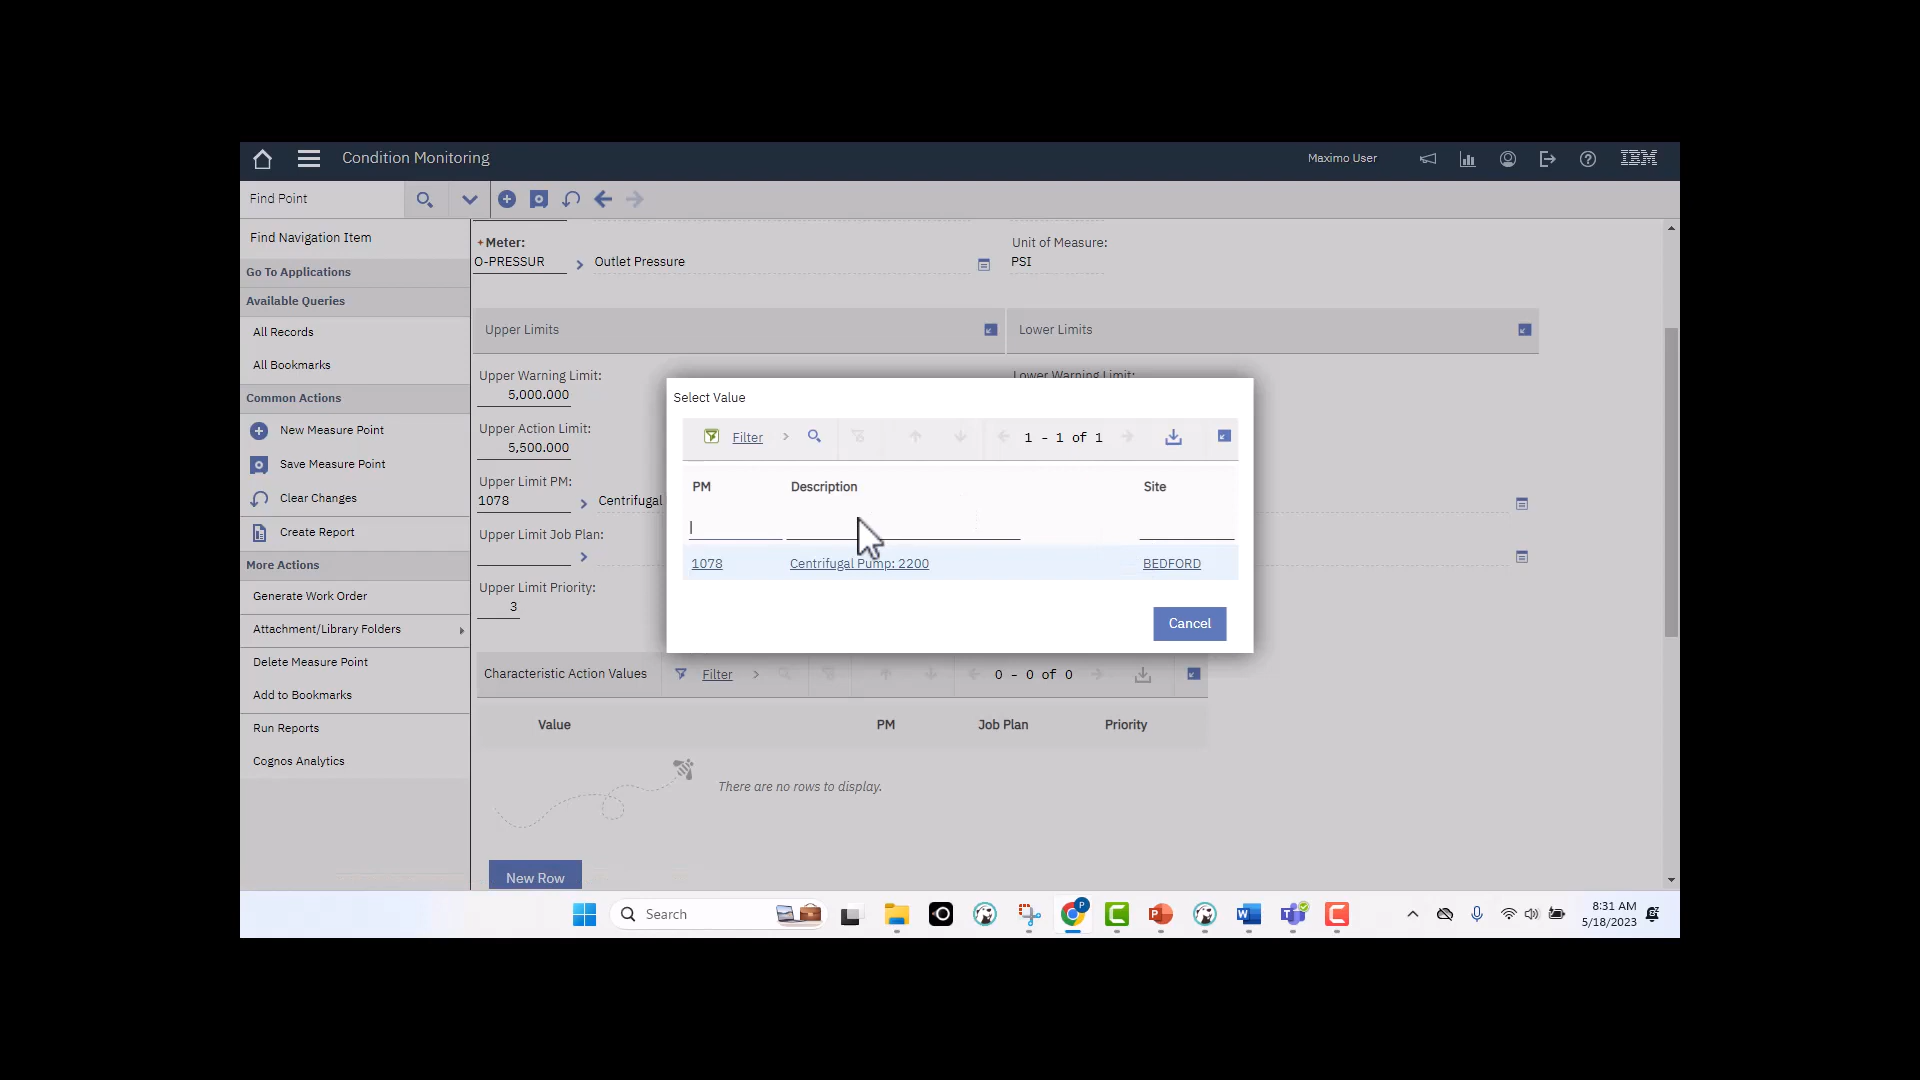 Condition Monitoring
Maximo User
IBM
Find Point
Find Navigation Item
Go To Applications
Available Queries
All Records
All Bookmarks
Common Actions
New Measure Point
Save Measure Point
Clear Changes
Create Report
More Actions
Generate Work Order
Attachment/Library Folders
Delete Measure Point
Add to Bookmarks
Run Reports
Cognos Analytics
+Meter:
O-PRESSUR
Outlet Pressure
Unit of Measure:
PSI
Upper Limits
Lower Limits
Upper Warning Limit:
5,000.000
Lower Warning Limit:
Upper Action Limit:
5,500.000
Upper Limit PM:
1078
Centrifugal
Upper Limit Job Plan:
Upper Limit Priority:
3
Select Value
Filter
1 - 1 of 1
PM
Description
Site
1078
Centrifugal Pump: 2200
BEDFORD
Cancel
Characteristic Action Values
Filter
0 - 0 of 0
Value
PM
Job Plan
Priority
There are no rows to display.
New Row
Search
8:31 AM
5/18/2023